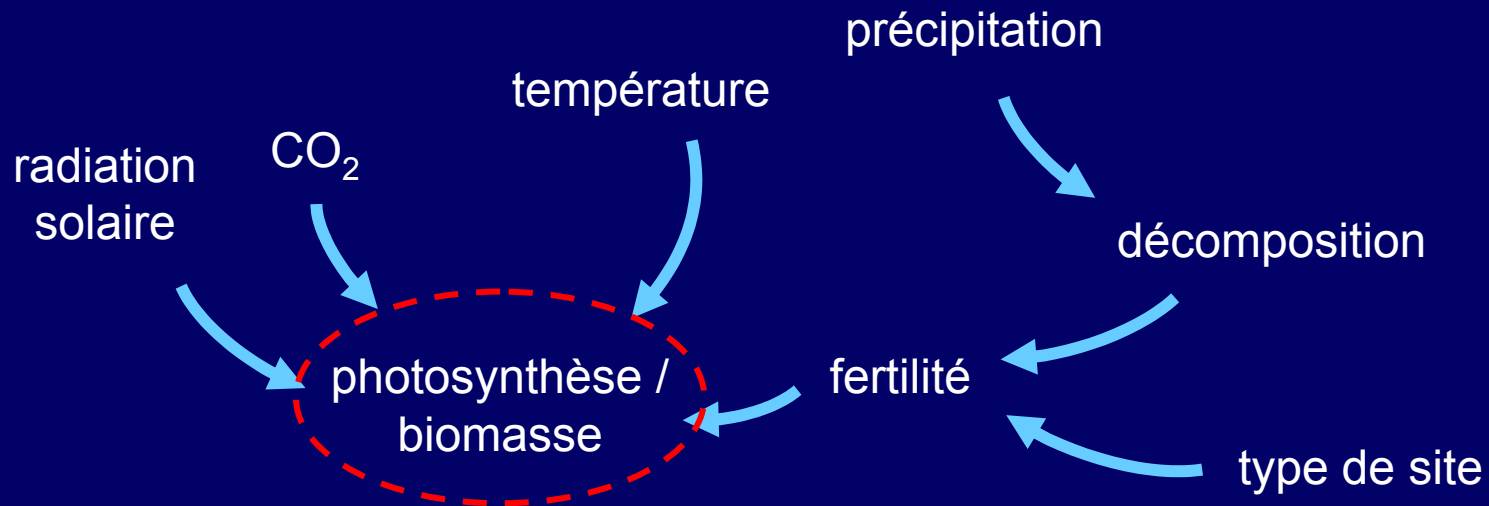 précipitation
température
CO₂
radiation
solaire
décomposition
photosynthèse /
biomasse
fertilité
type de site